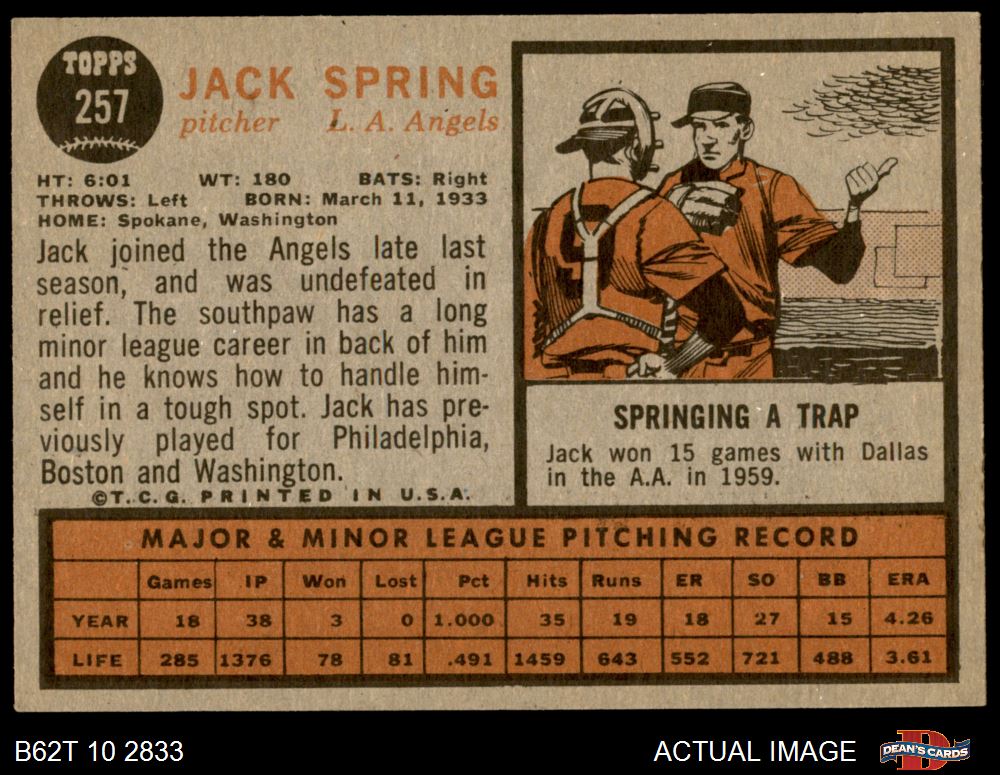 TOPPS
257
JACK SPRING
pitcher L. A. Angels
HT: 6:01 WT: 180 BATS: Right
THROWS: Left BORN: March 11, 1933
HOME: Spokane, Washington
Jack joined the Angels late last
season, and was undefeated in
relief. The southpaw has a long
minor league career in back of him
and he knows how to handle him-
self in a tough spot. Jack has pre-
viously played for Philadelphia,
Boston and Washington.
©T.C.G. PRINTED IN U.S.A.
SPRINGING A TRAP
Jack won 15 games with Dallas
in the A.A. in 1959.
MAJOR & MINOR LEAGUE PITCHING RECORD
Games IP Won Lost Pct Hits Runs ER SO BB ERA
YEAR 18 38 3 0 1.000 35 19 18 27 15 4.26
LIFE 285 1376 78 81 .491 1459 643 552 721 488 3.61
B62T 10 2833
ACTUAL IMAGE
D
DEAN'S CARDS